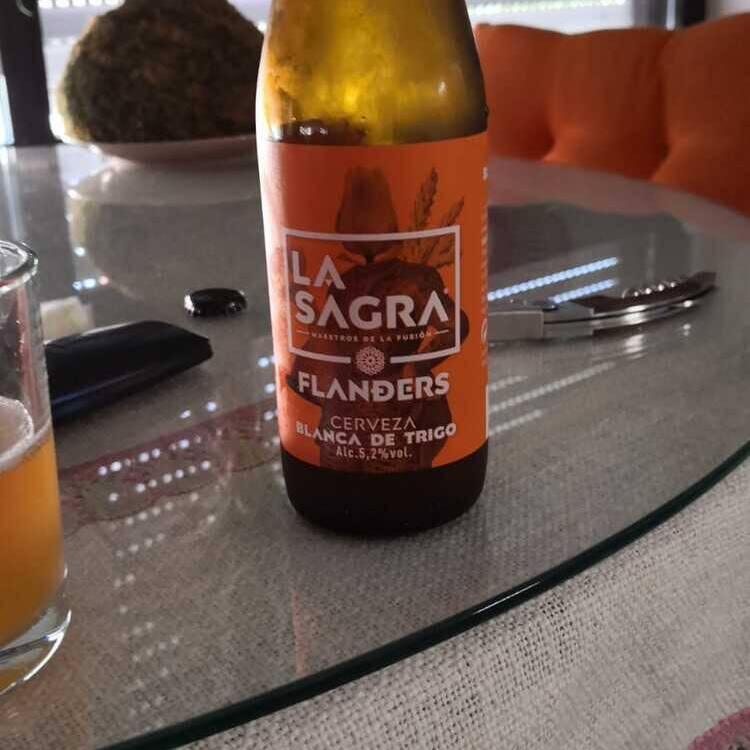 LA
SAGRA
MAESTROS DE LA FUSIÓN
FLANDERS
CERVEZA
BLANCA DE TRIGO
Alc.5,2%vol.